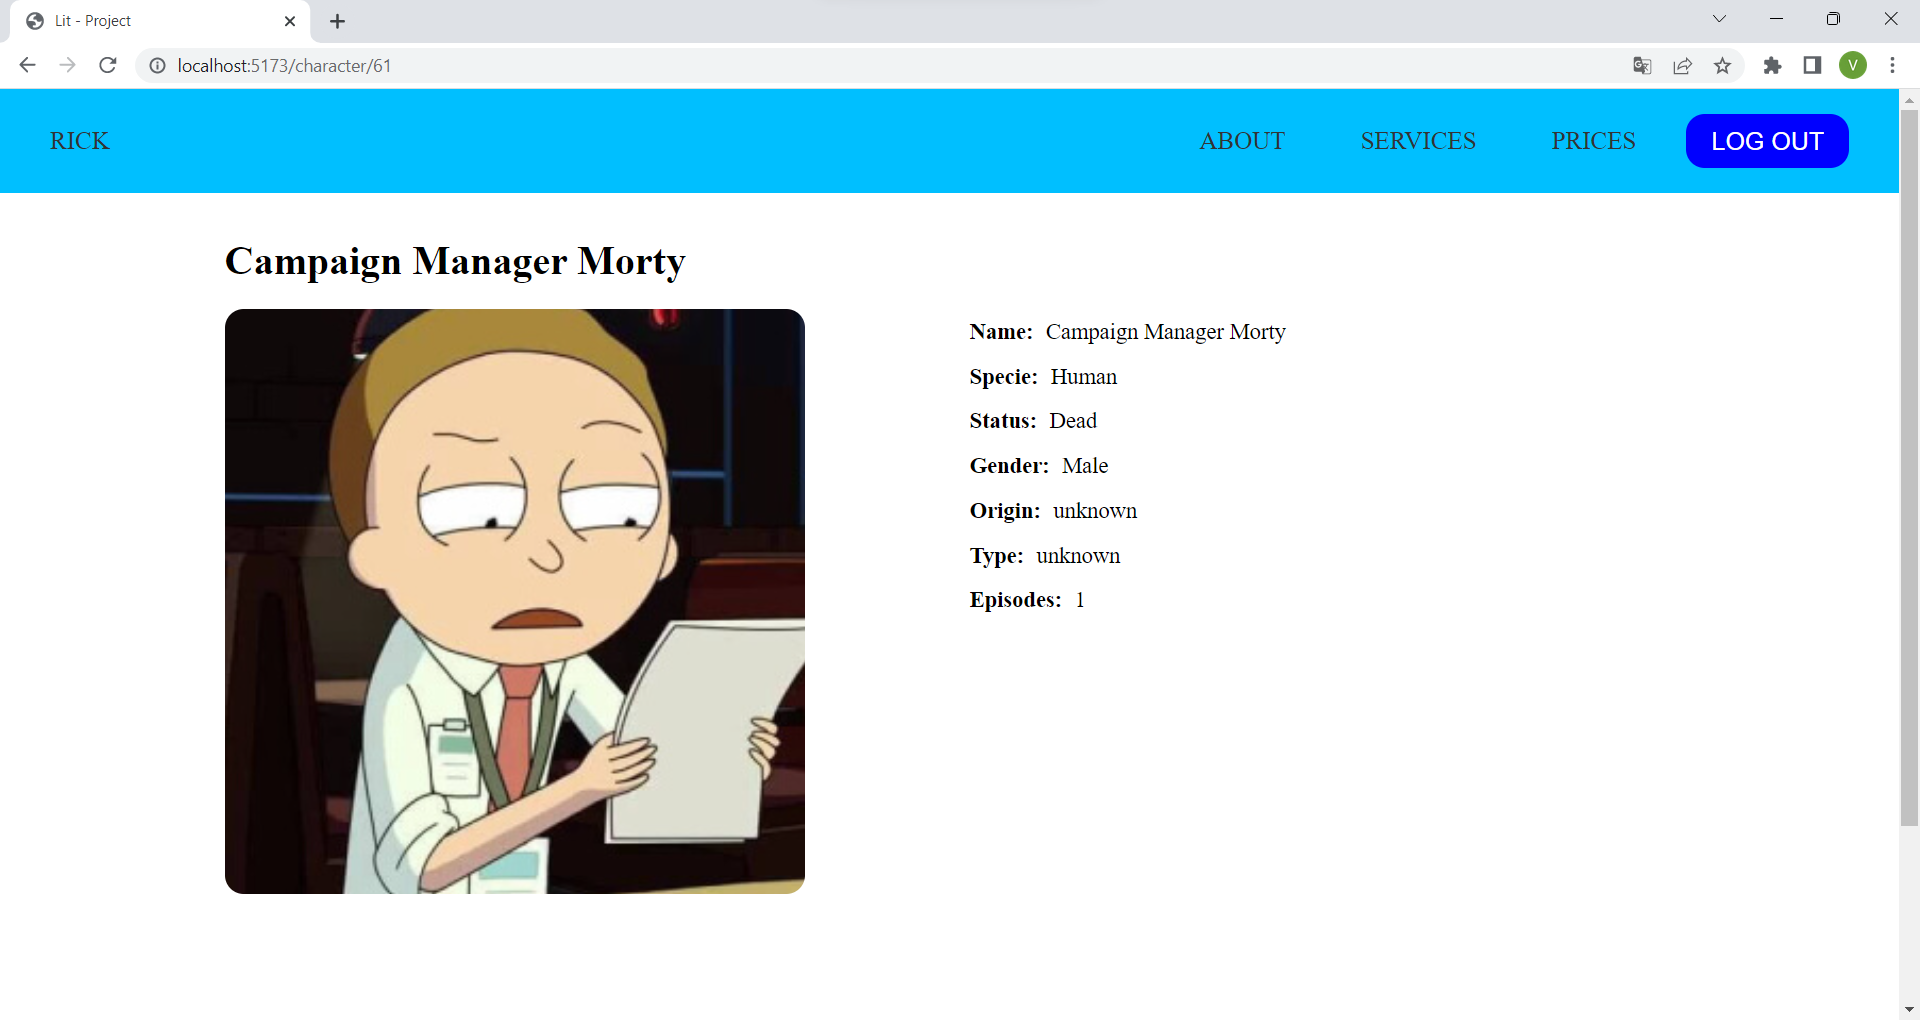 Lit - Project
localhost:5173/character/61
V
RICK
ABOUT
SERVICES
PRICES
LOG OUT
Campaign Manager Morty
Name: Campaign Manager Morty
Specie: Human
Status: Dead
Gender: Male
Origin: unknown
Type: unknown
Episodes: 1